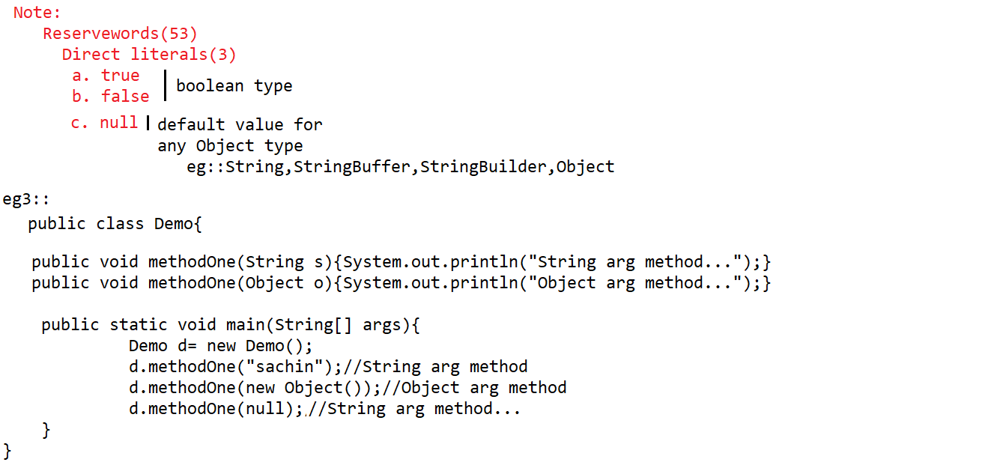 Note:
Reservewords(53)
Direct literals(3)
a. true
b. false
boolean type
c. null
default value for
any Object type
eg::String,StringBuffer,StringBuilder,Object
eg3::
public class Demo{
public void methodOne(String s){System.out.println("String arg method...");}
public void methodOne(Object o){System.out.println("Object arg method...");}
public static void main(String[] args){
Demo d= new Demo();
d.methodOne("sachin");//String arg method
d.methodOne(new Object());//Object arg method
d.methodOne(null);//String arg method...
}
}